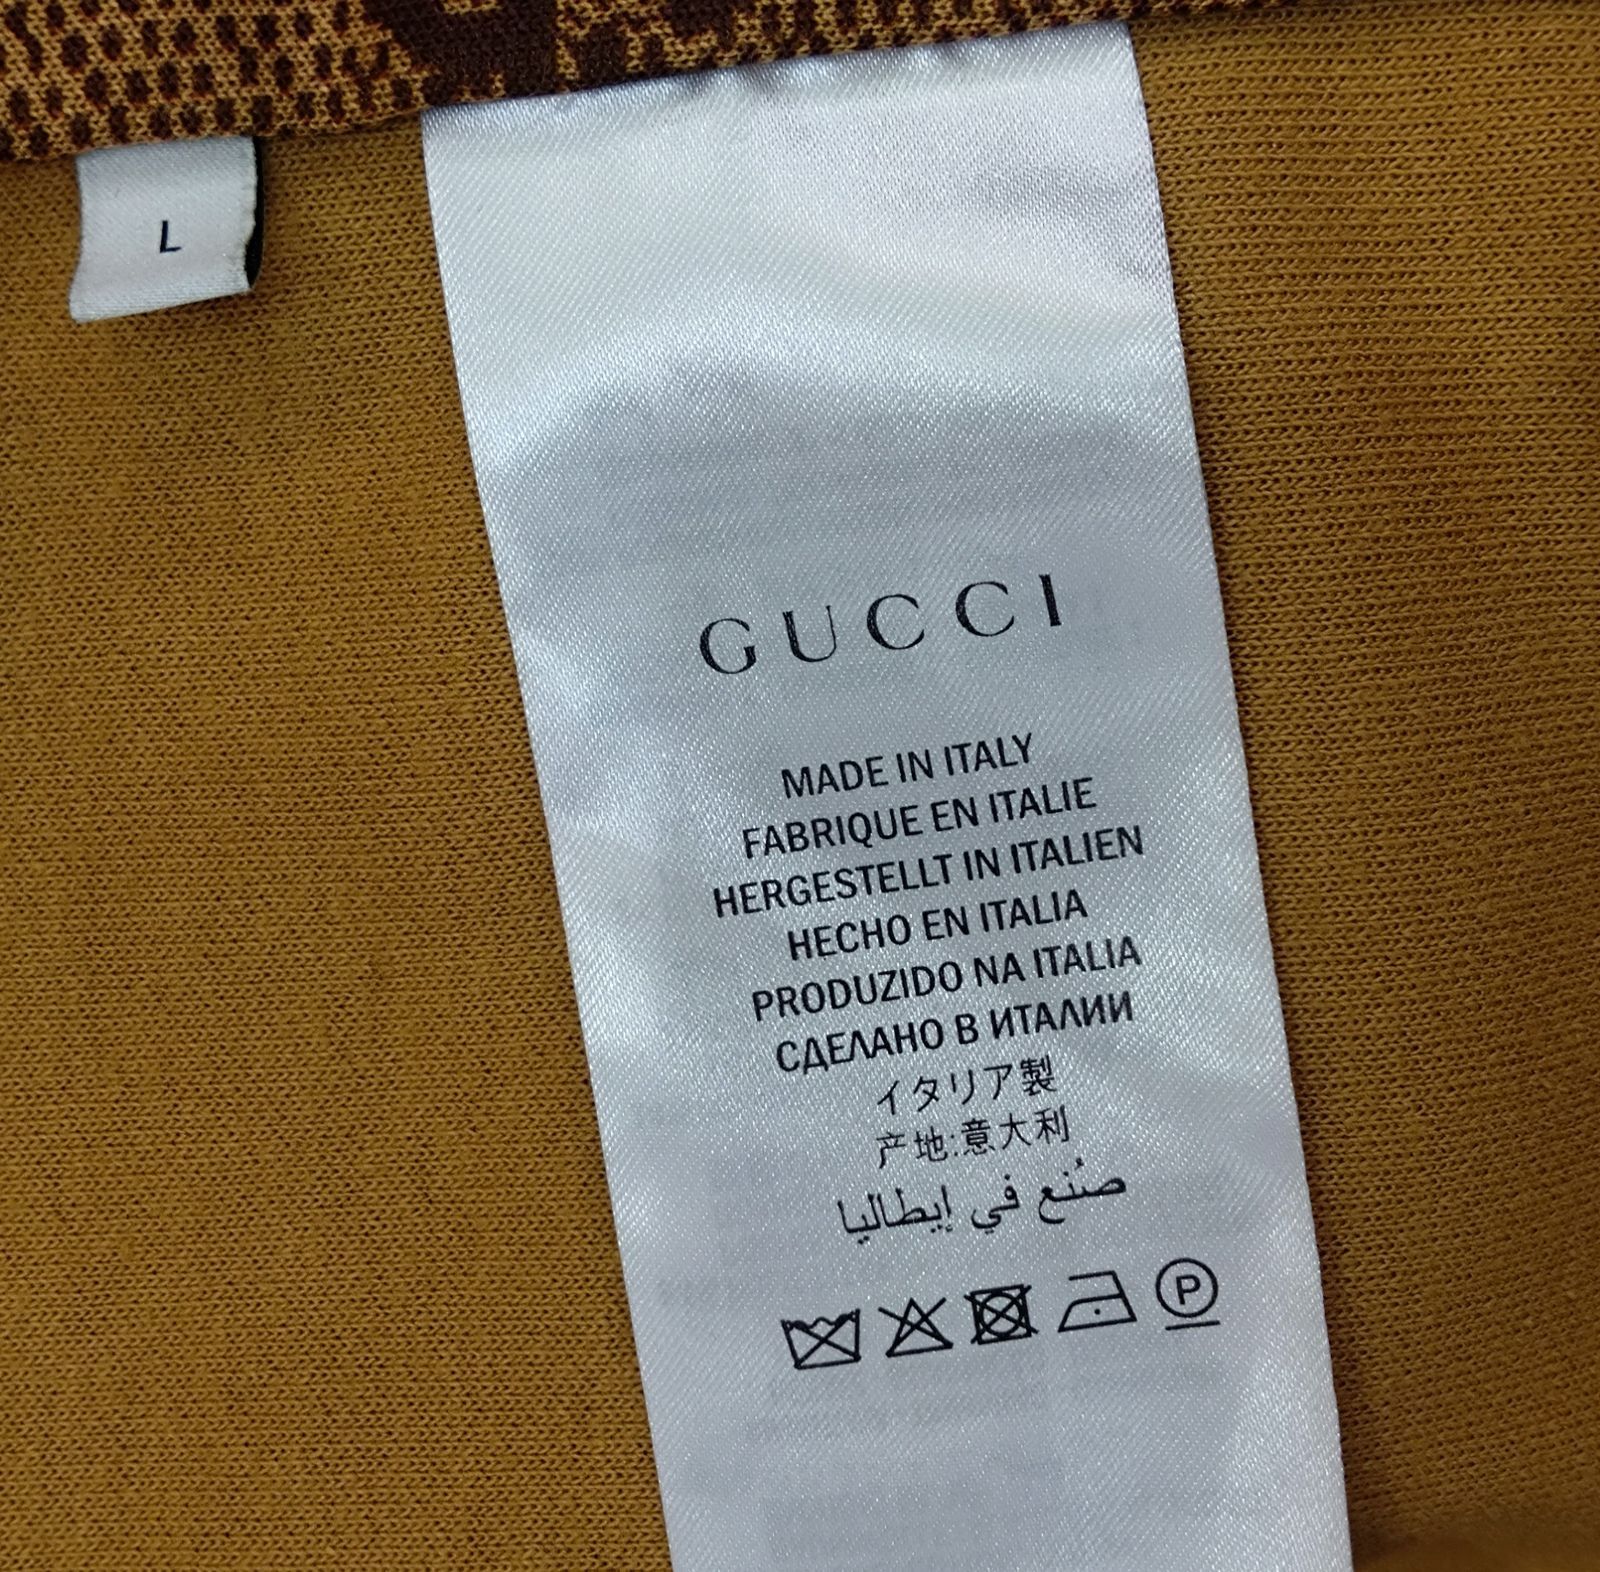 L
GUCCI
MADE IN ITALY
FABRIQUE EN ITALIE
HERGESTELLT IN ITALIEN
HECHO EN ITALIA
PRODUZIDO NA ITALIA
СДЕЛАНО В ИТАЛИИ
イタリア製
产地:意大利
صُنع في إيطاليا
P